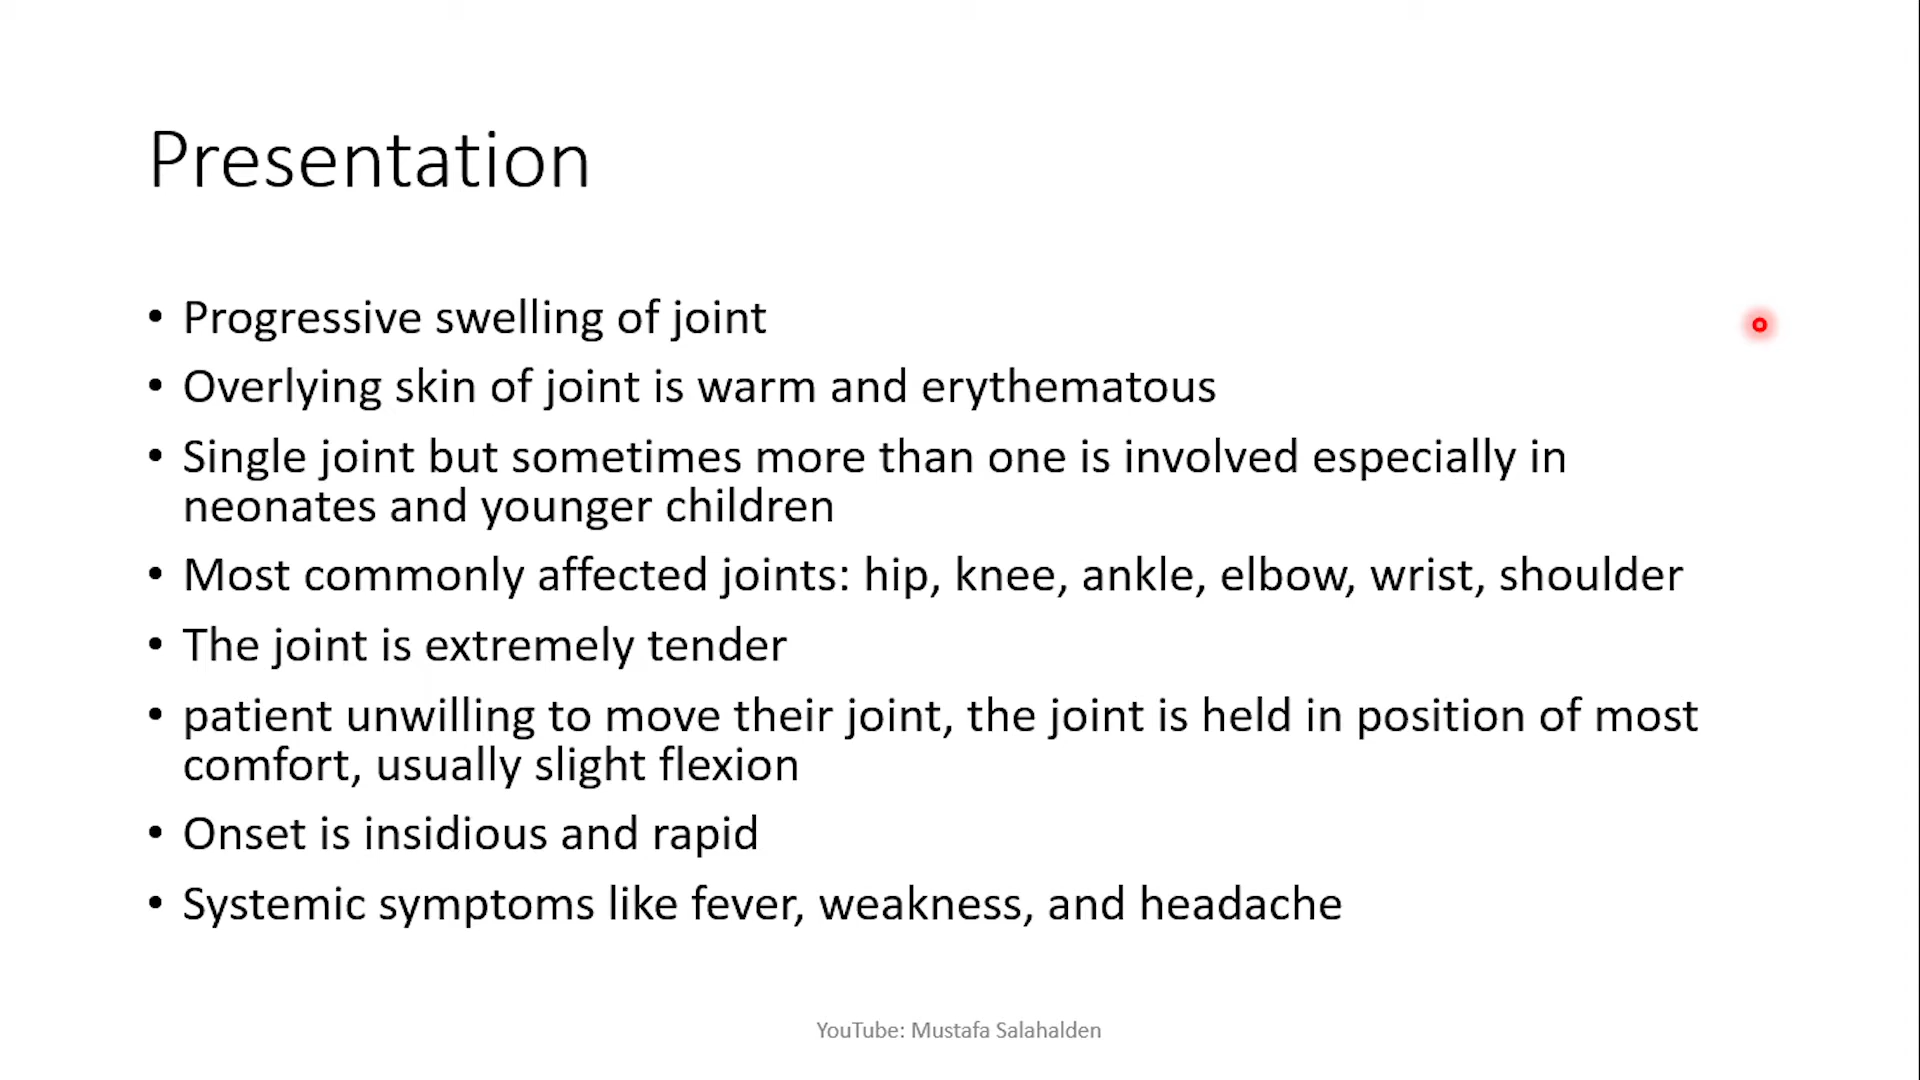 Presentation
• Progressive swelling of joint
• Overlying skin of joint is warm and erythematous
• Single joint but sometimes more than one is involved especially in
neonates and younger children
• Most commonly affected joints: hip, knee, ankle, elbow, wrist, shoulder
• The joint is extremely tender
• patient unwilling to move their joint, the joint is held in position of most
comfort, usually slight flexion
• Onset is insidious and rapid
• Systemic symptoms like fever, weakness, and headache
YouTube: Mustafa Salahalden